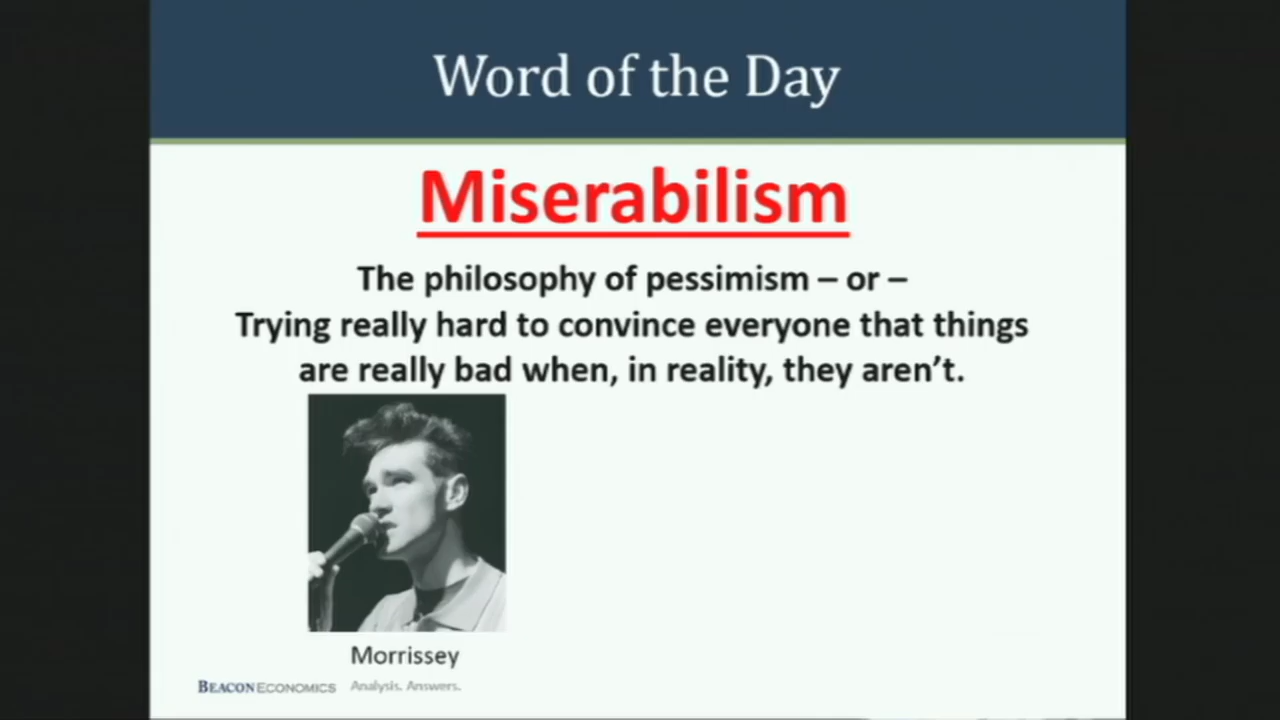 Word of the Day
Miserabilism
The philosophy of pessimism – or –
Trying really hard to convince everyone that things
are really bad when, in reality, they aren’t.
Morrissey
BEACON ECONOMICS Analysis. Answers.